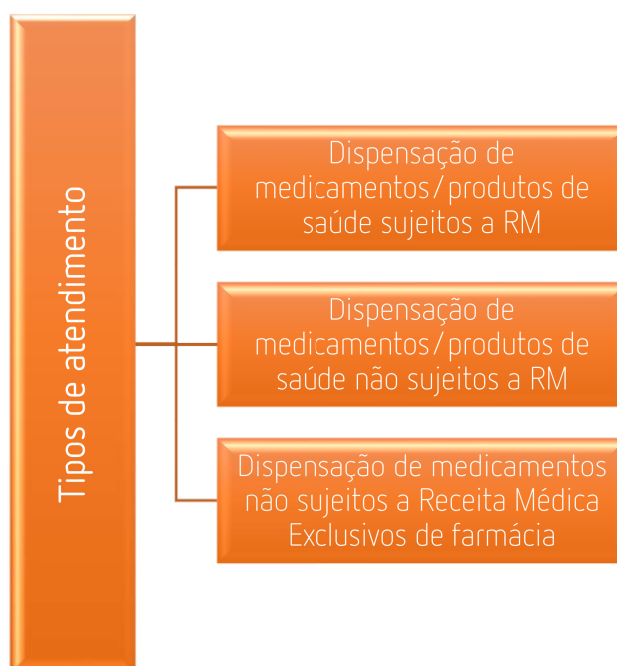 Tipos de atendimento
Dispensação de
medicamentos/produtos de
saúde sujeitos a RM
Dispensação de
medicamentos/produtos de
saúde não sujeitos a RM
Dispensação de medicamentos
não sujeitos a Receita Médica
Exclusivos de farmácia